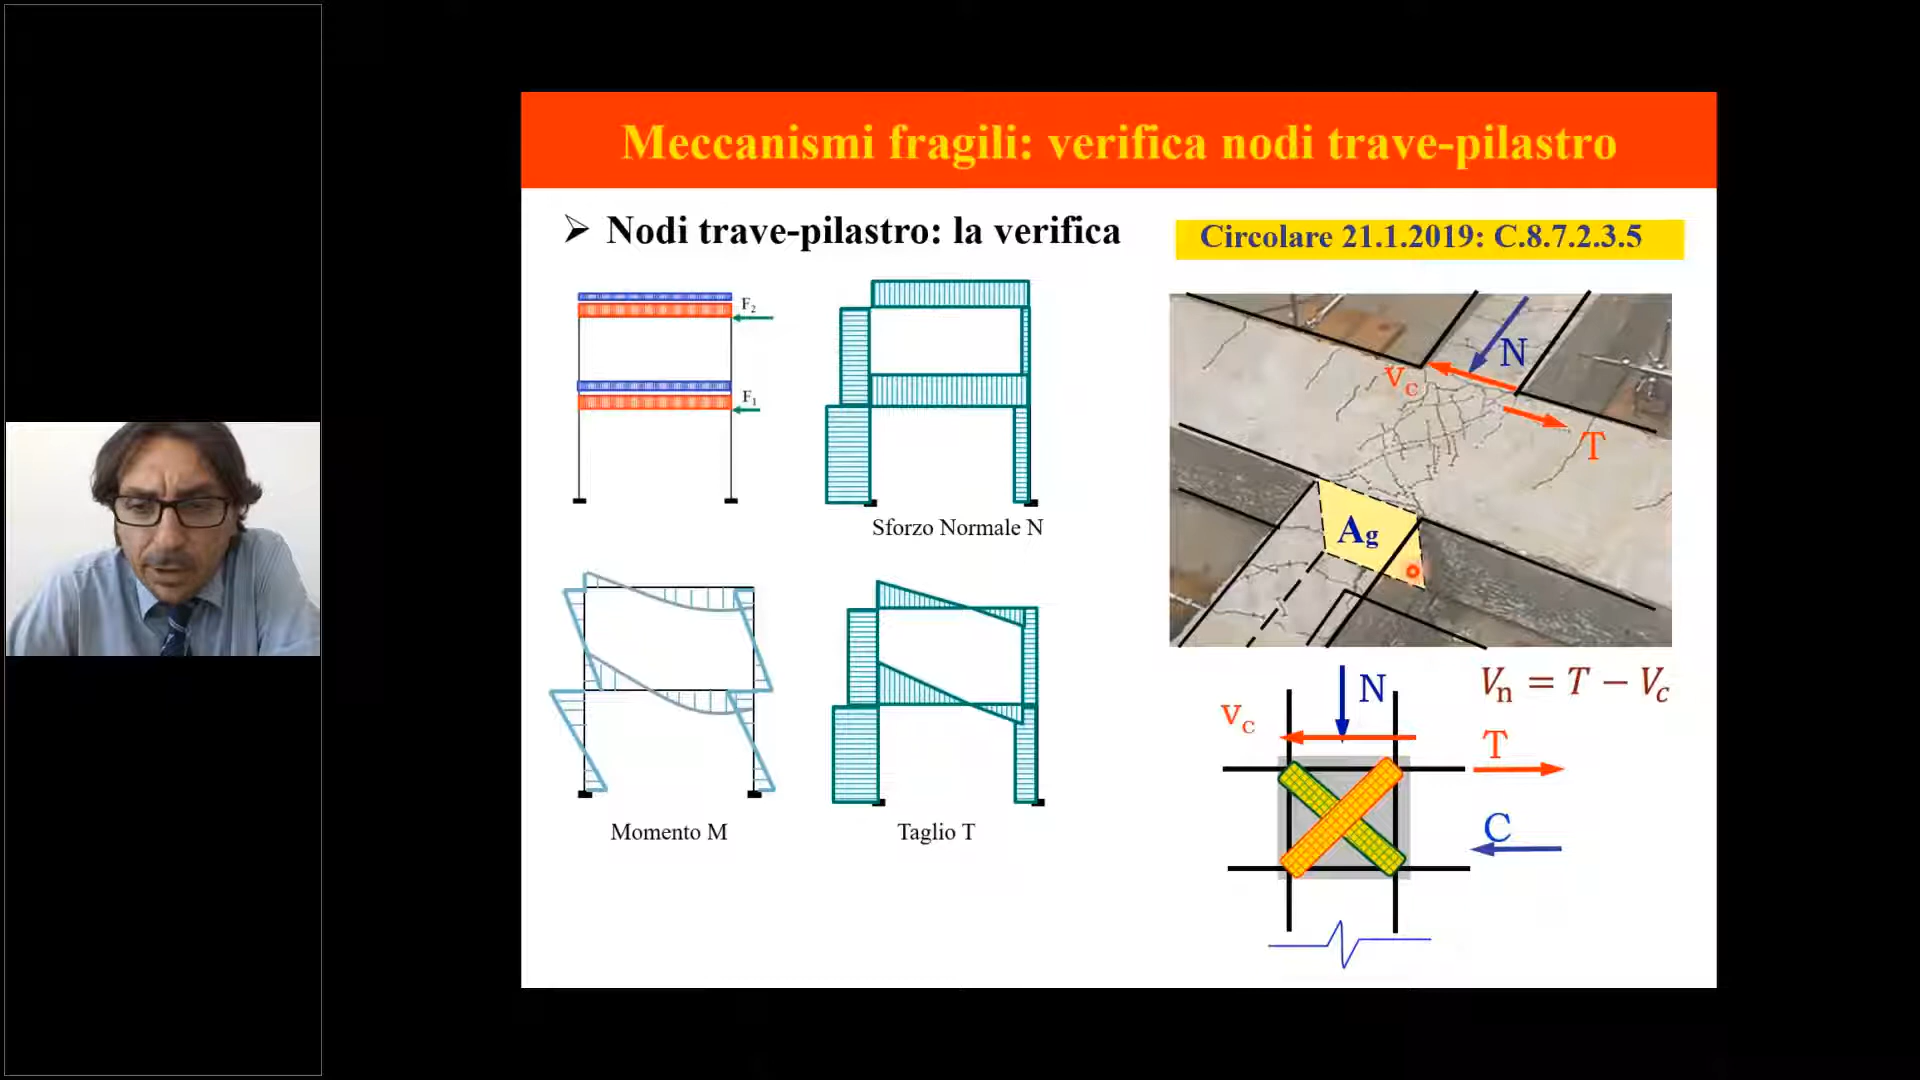 Meccanismi fragili: verifica nodi trave-pilastro
Nodi trave-pilastro: la verifica
Circolare 21.1.2019: C.8.7.2.3.5
F₂
F₁
Sforzo Normale N
Momento M
Taglio T
N
Vc
T
Ag
Vn = T − Vc
N
Vc
T
C